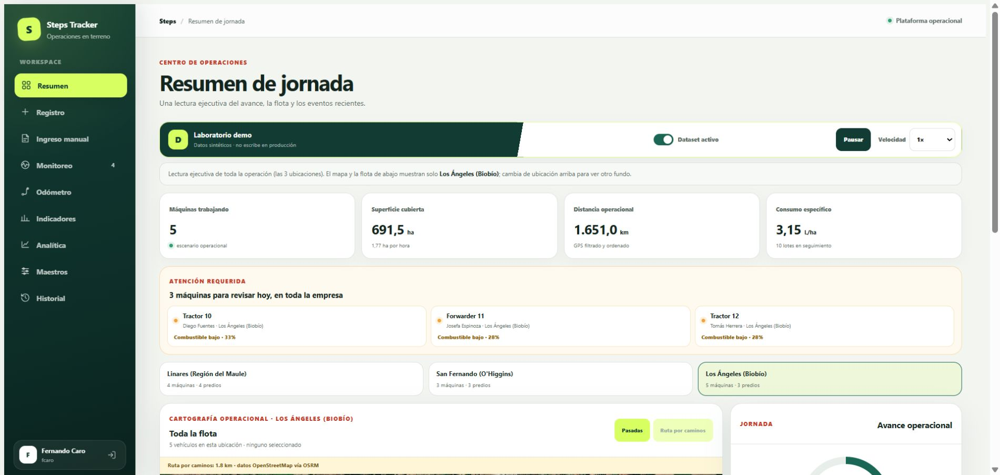 S
Steps Tracker
Operaciones en terreno
WORKSPACE
Resumen
Registro
Ingreso manual
Monitoreo 4
Odómetro
Indicadores
Analítica
Maestros
Historial
F
Fernando Caro
fcaro
Steps / Resumen de jornada
Plataforma operacional
CENTRO DE OPERACIONES
Resumen de jornada
Una lectura ejecutiva del avance, la flota y los eventos recientes.
D
Laboratorio demo
Datos sintéticos · no escribe en producción
Dataset activo
Pausar
Velocidad
1×
Lectura ejecutiva de toda la operación (las 3 ubicaciones). El mapa y la flota de abajo muestran solo Los Ángeles (Biobío); cambia de ubicación arriba para ver otro fundo.
Máquinas trabajando
5
escenario operacional
Superficie cubierta
691,5 ha
1,77 ha por hora
Distancia operacional
1.651,0 km
GPS filtrado y ordenado
Consumo específico
3,15 L/ha
10 lotes en seguimiento
ATENCIÓN REQUERIDA
3 máquinas para revisar hoy, en toda la empresa
Tractor 10
Diego Fuentes · Los Ángeles (Biobío)
Combustible bajo · 33%
Forwarder 11
Josefa Espinoza · Los Ángeles (Biobío)
Combustible bajo · 28%
Tractor 12
Tomás Herrera · Los Ángeles (Biobío)
Combustible bajo · 28%
Linares (Región del Maule)
4 máquinas · 4 predios
San Fernando (O'Higgins)
3 máquinas · 3 predios
Los Ángeles (Biobío)
5 máquinas · 3 predios
CARTOGRAFÍA OPERACIONAL · LOS ÁNGELES (BIOBÍO)
Toda la flota
5 vehículos en esta ubicación · ninguno seleccionado
Pasadas
Ruta por caminos
Ruta por caminos: 1.8 km · datos OpenStreetMap vía OSRM
JORNADA
Avance operacional